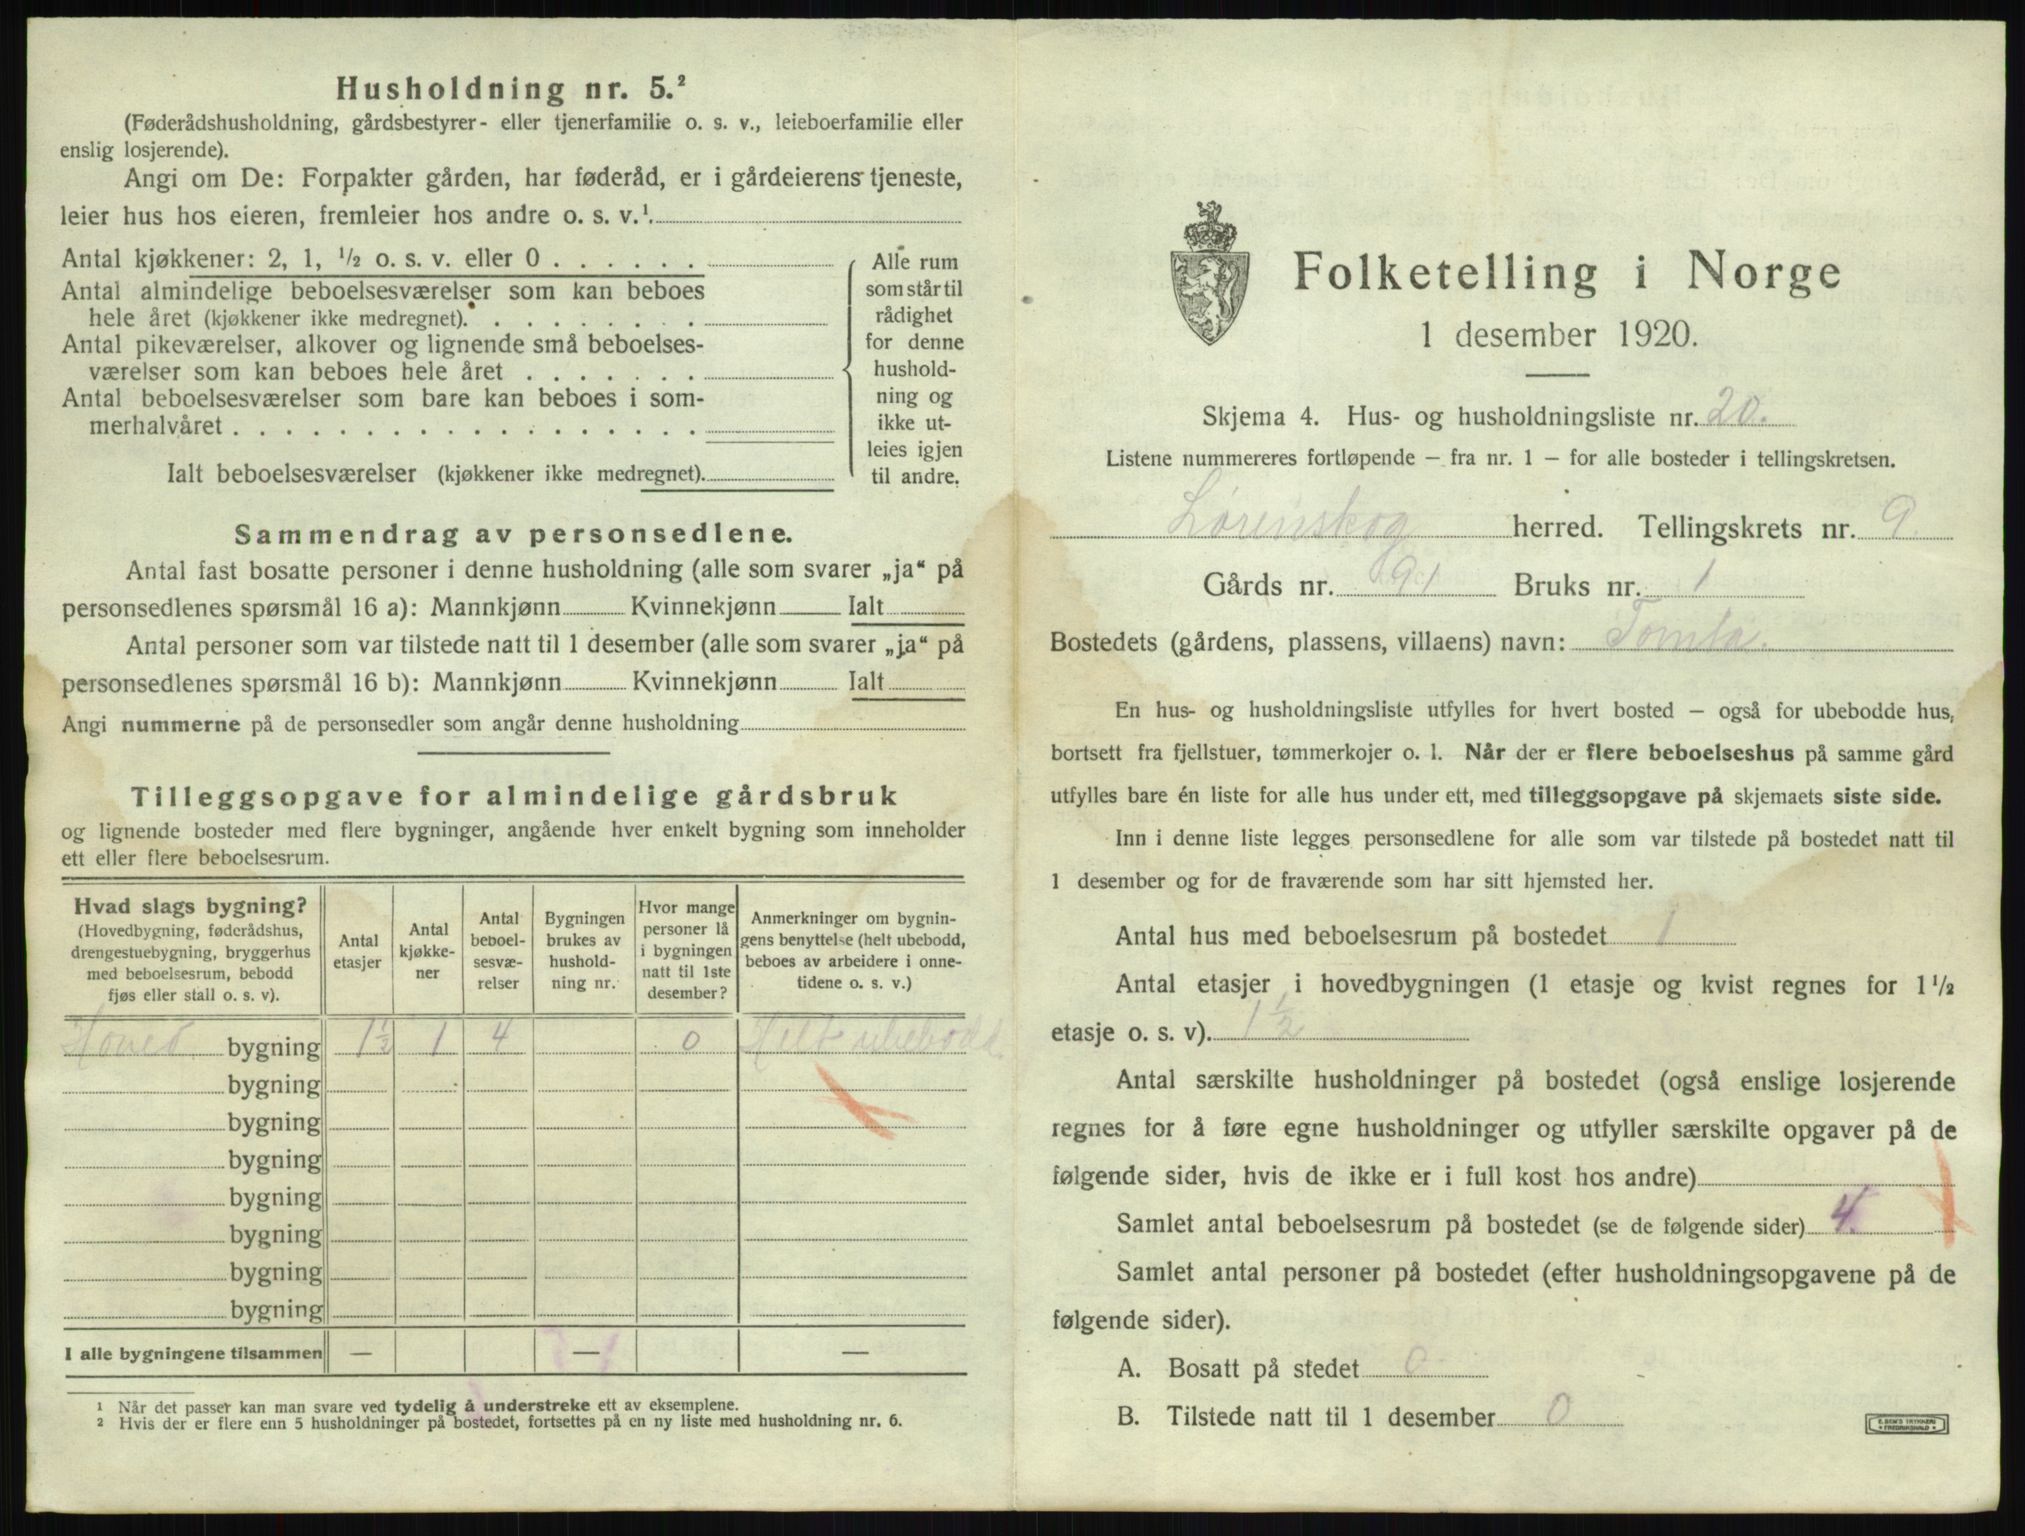 Husholdning nr. 5.²
(Føderådshusholdning, gårdsbestyrer- eller tjenerfamilie o. s. v., leieboerfamilie eller
enslig losjerende).
Angi om De: Forpakter gården, har føderåd, er i gårdeierens tjeneste,
leier hus hos eieren, fremleier hos andre o. s. v.¹
Antal kjøkkener: 2, 1, ½ o. s. v. eller 0 . . . . . .
Antal almindelige beboelsesværelser som kan beboes
hele året (kjøkkener ikke medregnet). . . . . . . . .
Antal pikeværelser, alkover og lignende små beboelses-
værelser som kan beboes hele året . . . . . . .
Antal beboelsesværelser som bare kan beboes i som-
merhalvåret . . . . . . . . . . . . . . . . . .
Ialt beboelsesværelser (kjøkkener ikke medregnet).
Alle rum
som står til
rådighet
for denne
hushold-
ning og
ikke ut-
leies igjen
til andre.
Sammendrag av personsedlene.
Antal fast bosatte personer i denne husholdning (alle som svarer „ja“ på
personsedlenes spørsmål 16 a): Mannkjønn Kvinnekjønn Ialt
Antal personer som var tilstede natt til 1 desember (alle som svarer „ja“ på
personsedlenes spørsmål 16 b): Mannkjønn Kvinnekjønn Ialt
Angi nummerne på de personsedler som angår denne husholdning
Tilleggsopgave for almindelige gårdsbruk
og lignende bosteder med flere bygninger, angående hver enkelt bygning som inneholder
ett eller flere beboelsesrum.
Hvad slags bygning?
(Hovedbygning, føderådshus,
drengestuebygning, bryggerhus
med beboelsesrum, bebodd
fjøs eller stall o. s. v).
Antal
etasjer
Antal
kjøkke-
ner
Antal
beboel-
sesvæ-
relser
Bygningen
brukes av
hushold-
ning nr.
Hvor mange
personer lå
i bygningen
natt til 1ste
desember?
Anmerkninger om bygnin-
gens benyttelse (helt ubebodd,
beboes av arbeidere i onne-
tidene o. s. v.)
Hoved bygning 1½ 1 4 0 Helt ubebodd.
bygning
bygning
bygning
bygning
bygning
bygning
bygning
I alle bygningene tilsammen — — —
¹ Når det passer kan man svare ved tydelig å understreke ett av eksemplene.
² Hvis der er flere enn 5 husholdninger på bostedet, fortsettes på en ny liste med husholdning nr. 6.
Folketelling i Norge
1 desember 1920.
Skjema 4. Hus- og husholdningsliste nr. 20.
Listene nummereres fortløpende – fra nr. 1 – for alle bosteder i tellingskretsen.
Lørenskog herred. Tellingskrets nr. 9.
Gårds nr. 91 Bruks nr. 1
Bostedets (gårdens, plassens, villaens) navn: Tomta.
En hus- og husholdningsliste utfylles for hvert bosted – også for ubebodde hus,
bortsett fra fjellstuer, tømmerkojer o. l. Når der er flere beboelseshus på samme gård
utfylles bare én liste for alle hus under ett, med tilleggsopgave på skjemaets siste side.
Inn i denne liste legges personsedlene for alle som var tilstede på bostedet natt til
1 desember og for de fraværende som har sitt hjemsted her.
Antal hus med beboelsesrum på bostedet 1
Antal etasjer i hovedbygningen (1 etasje og kvist regnes for 1½
etasje o. s. v). 1½
Antal særskilte husholdninger på bostedet (også enslige losjerende
regnes for å føre egne husholdninger og utfyller særskilte opgaver på de
følgende sider, hvis de ikke er i full kost hos andre)
Samlet antal beboelsesrum på bostedet (se de følgende sider) 4.
Samlet antal personer på bostedet (efter husholdningsopgavene på de
følgende sider).
A. Bosatt på stedet 0
B. Tilstede natt til 1 desember 0